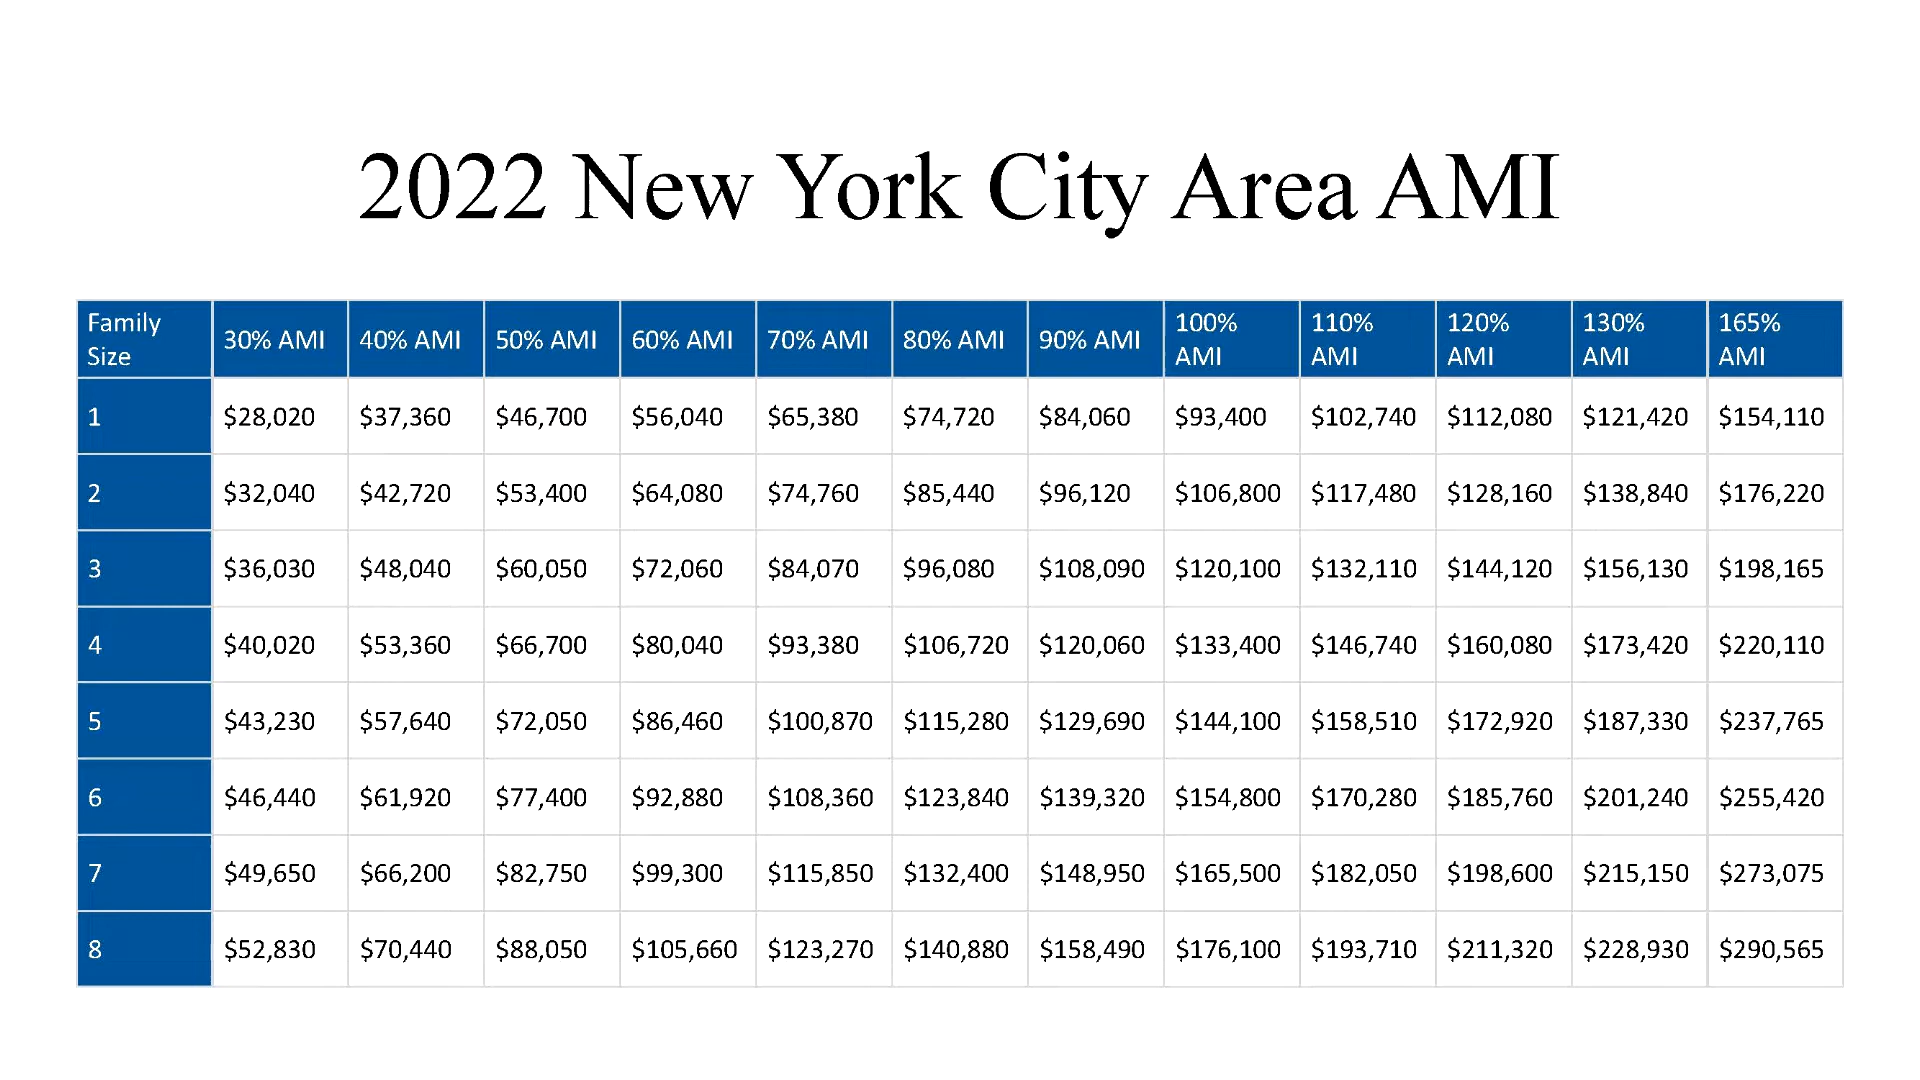 2022 New York City Area AMI
Family Size 30% AMI 40% AMI 50% AMI 60% AMI 70% AMI 80% AMI 90% AMI 100% AMI 110% AMI 120% AMI 130% AMI 165% AMI
1 $28,020 $37,360 $46,700 $56,040 $65,380 $74,720 $84,060 $93,400 $102,740 $112,080 $121,420 $154,110
2 $32,040 $42,720 $53,400 $64,080 $74,760 $85,440 $96,120 $106,800 $117,480 $128,160 $138,840 $176,220
3 $36,030 $48,040 $60,050 $72,060 $84,070 $96,080 $108,090 $120,100 $132,110 $144,120 $156,130 $198,165
4 $40,020 $53,360 $66,700 $80,040 $93,380 $106,720 $120,060 $133,400 $146,740 $160,080 $173,420 $220,110
5 $43,230 $57,640 $72,050 $86,460 $100,870 $115,280 $129,690 $144,100 $158,510 $172,920 $187,330 $237,765
6 $46,440 $61,920 $77,400 $92,880 $108,360 $123,840 $139,320 $154,800 $170,280 $185,760 $201,240 $255,420
7 $49,650 $66,200 $82,750 $99,300 $115,850 $132,400 $148,950 $165,500 $182,050 $198,600 $215,150 $273,075
8 $52,830 $70,440 $88,050 $105,660 $123,270 $140,880 $158,490 $176,100 $193,710 $211,320 $228,930 $290,565